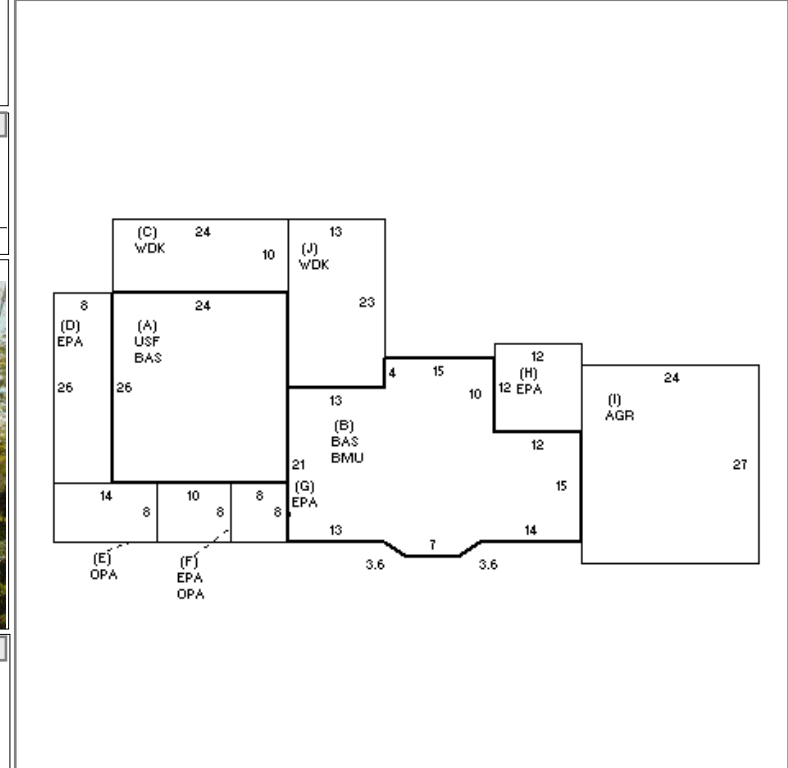 (C) 24
WDK
10
13
(J)
WDK
23
8
(D)
EPA
26
24
(A)
USF
BAS
26
4
15
10
12
12
(H)
EPA
24
(I)
AGR
27
13
(B)
BAS
BMU
21
12
15
14
8
10
8
8
8
(G)
EPA
13
7
14
3.6
3.6
(E)
OPA
(F)
EPA
OPA